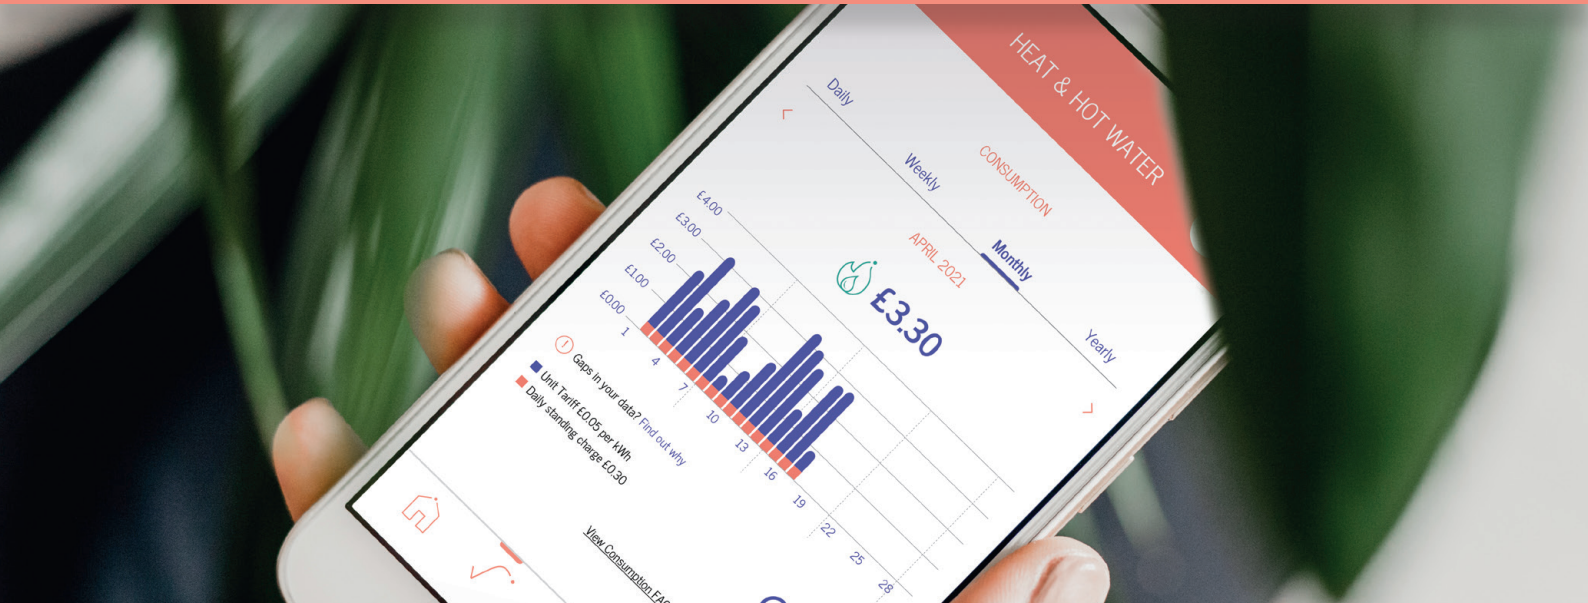 HEAT & HOT WATER
CONSUMPTION
Daily
Weekly
Monthly
Yearly
APRIL 2021
£3.30
£4.00
£3.00
£2.00
£1.00
£0.00
1
4
7
10
13
16
19
22
25
28
Gaps in your data? Find out why
Unit Tariff £0.05 per kWh
Daily standing charge £0.30
View Consumption FAQ